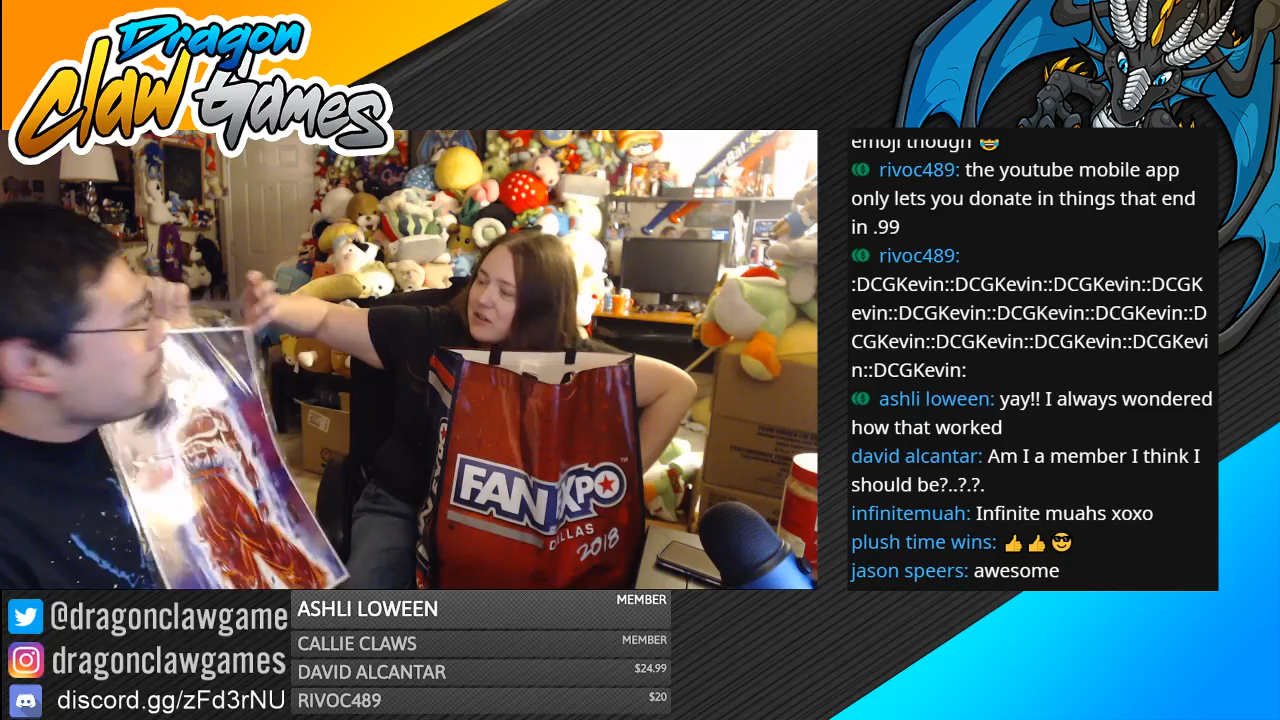 Dragon
Claw Games
emoji though 😂
rivoc489: the youtube mobile app
only lets you donate in things that end
in .99
rivoc489:
:DCGKevin::DCGKevin::DCGKevin::DCGK
evin::DCGKevin::DCGKevin::DCGKevin::D
CGKevin::DCGKevin::DCGKevin::DCGKevi
n::DCGKevin:
ashli loween: yay!! I always wondered
how that worked
david alcantar: Am I a member I think I
should be?..?.?.
infinitemuah: Infinite muahs xoxo
plush time wins: 👍👍😎
jason speers: awesome
FAN EXPO
DALLAS
2018
@dragonclawgame
dragonclawgames
discord.gg/zFd3rNU
ASHLI LOWEEN MEMBER
CALLIE CLAWS MEMBER
DAVID ALCANTAR $24.99
RIVOC489 $20